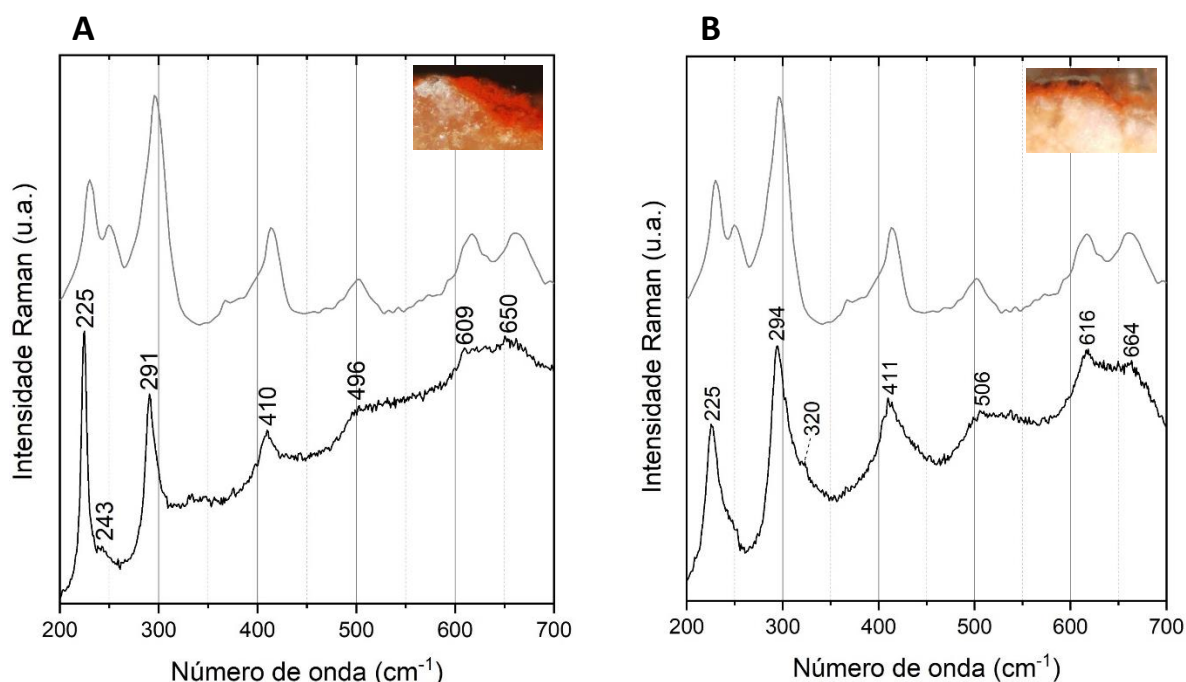 A
Intensidade Raman (u.a.)
225
243
291
410
496
609
650
200 300 400 500 600 700
Número de onda (cm⁻¹)
B
Intensidade Raman (u.a.)
225
294
320
411
506
616
664
200 300 400 500 600 700
Número de onda (cm⁻¹)